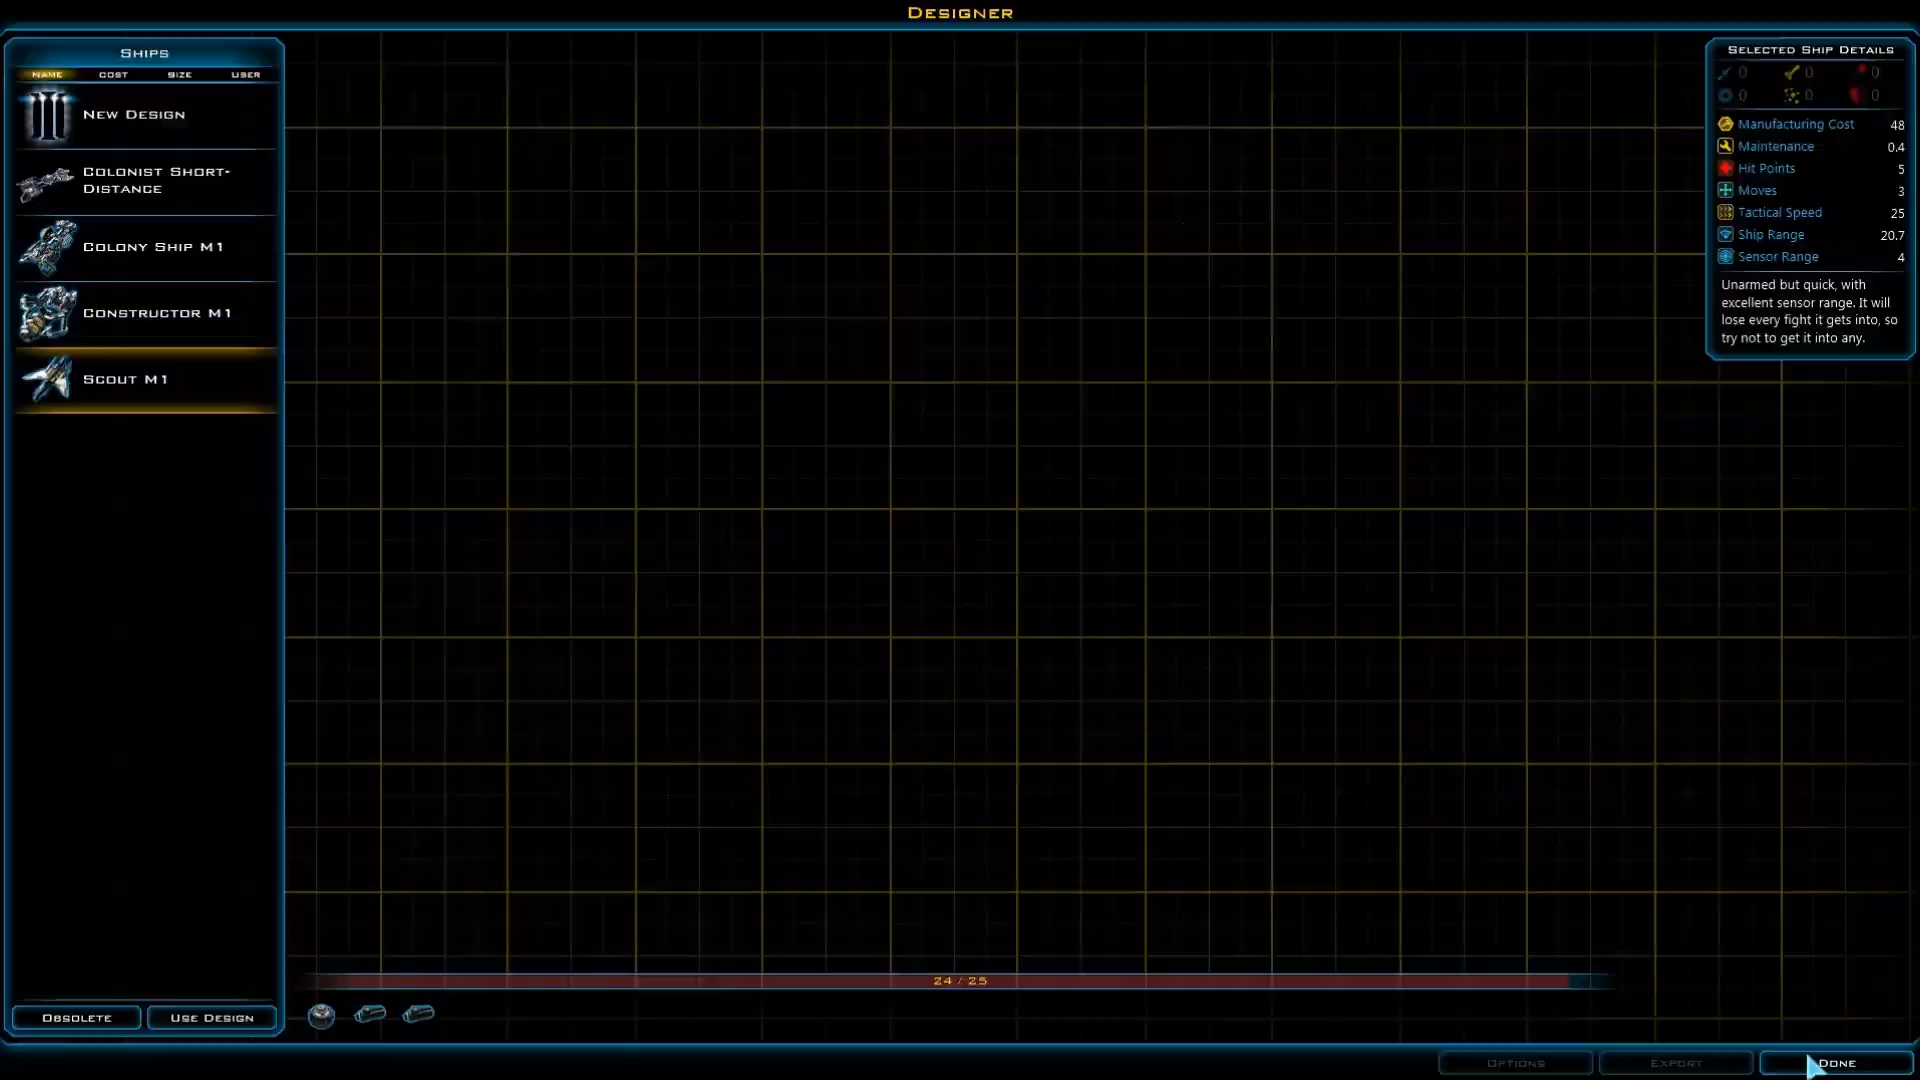 DESIGNER
SHIPS
NAME COST SIZE USER
NEW DESIGN
COLONIST SHORT-
DISTANCE
COLONY SHIP M1
CONSTRUCTOR M1
SCOUT M1
OBSOLETE USE DESIGN
24 / 25
SELECTED SHIP DETAILS
0 0 0
0 0 0
Manufacturing Cost 48
Maintenance 0.4
Hit Points 5
Moves 3
Tactical Speed 25
Ship Range 20.7
Sensor Range 4
Unarmed but quick, with
excellent sensor range. It will
lose every fight it gets into, so
try not to get it into any.
OPTIONS EXPORT DONE